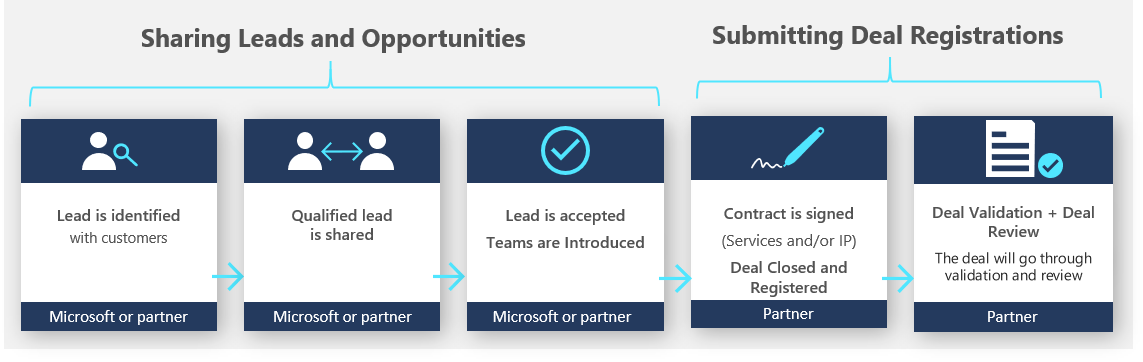 Sharing Leads and Opportunities
Submitting Deal Registrations
Lead is identified
with customers
Microsoft or partner
Qualified lead
is shared
Microsoft or partner
Lead is accepted
Teams are Introduced
Microsoft or partner
Contract is signed
(Services and/or IP)
Deal Closed and
Registered
Partner
Deal Validation + Deal
Review
The deal will go through
validation and review
Partner